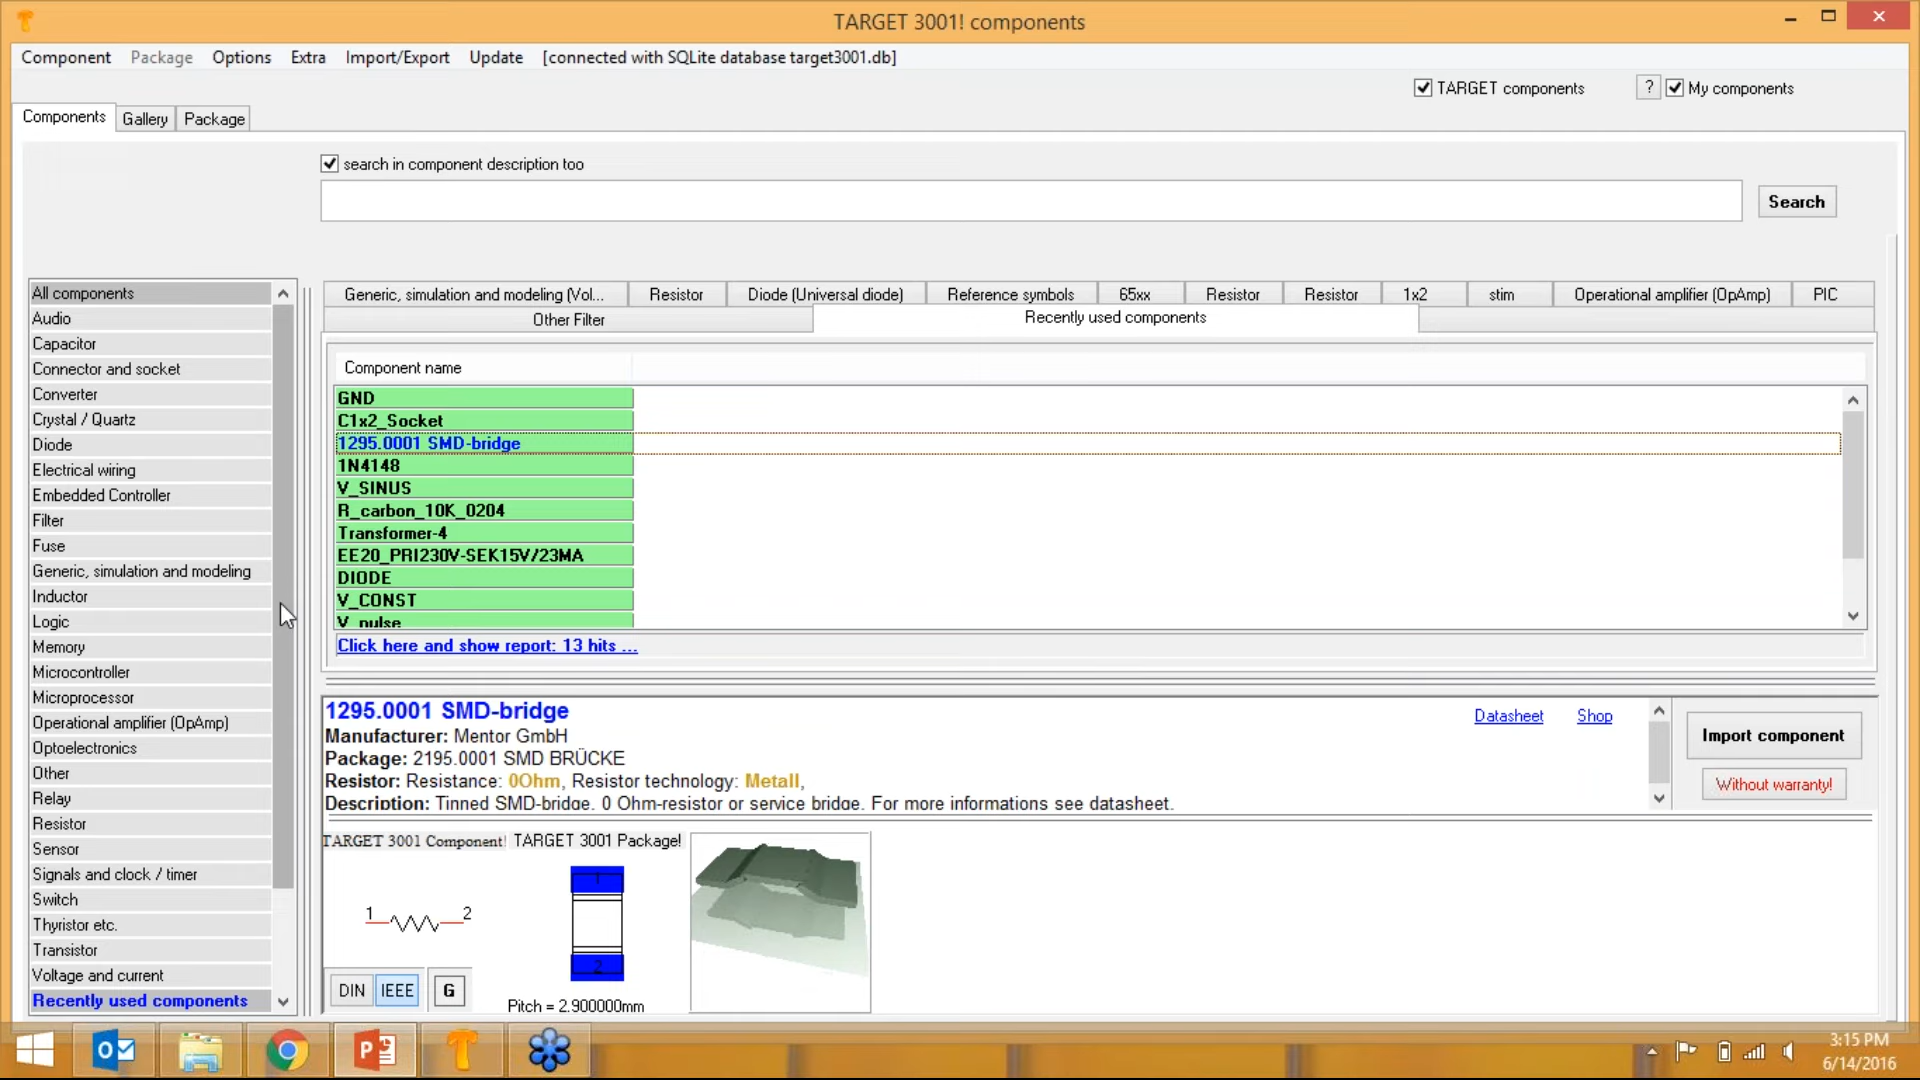 TARGET 3001! components
Component Package Options Extra Import/Export Update [connected with SQLite database target3001.db]
TARGET components ? My components
Components Gallery Package
search in component description too
Search
All components
Audio
Capacitor
Connector and socket
Converter
Crystal / Quartz
Diode
Electrical wiring
Embedded Controller
Filter
Fuse
Generic, simulation and modeling
Inductor
Logic
Memory
Microcontroller
Microprocessor
Operational amplifier (OpAmp)
Optoelectronics
Other
Relay
Resistor
Sensor
Signals and clock / timer
Switch
Thyristor etc.
Transistor
Voltage and current
Recently used components
Generic, simulation and modeling (Vol... Resistor Diode (Universal diode) Reference symbols 65xx Resistor Resistor 1x2 stim Operational amplifier (OpAmp) PIC
Other Filter Recently used components
Component name
GND
C1x2_Socket
1295.0001 SMD-bridge
1N4148
V_SINUS
R_carbon_10K_0204
Transformer-4
EE20_PRI230V-SEK15V/23MA
DIODE
V_CONST
V_pulse
Click here and show report: 13 hits ...
1295.0001 SMD-bridge
Datasheet Shop
Manufacturer: Mentor GmbH
Package: 2195.0001 SMD BRÜCKE
Resistor: Resistance: 0Ohm, Resistor technology: Metall,
Description: Tinned SMD-bridge. 0 Ohm-resistor or service bridge. For more informations see datasheet.
Import component
Without warranty!
TARGET 3001 Component! TARGET 3001 Package!
1 2
1
2
DIN IEEE G
Pitch = 2.900000mm
3:15 PM
6/14/2016